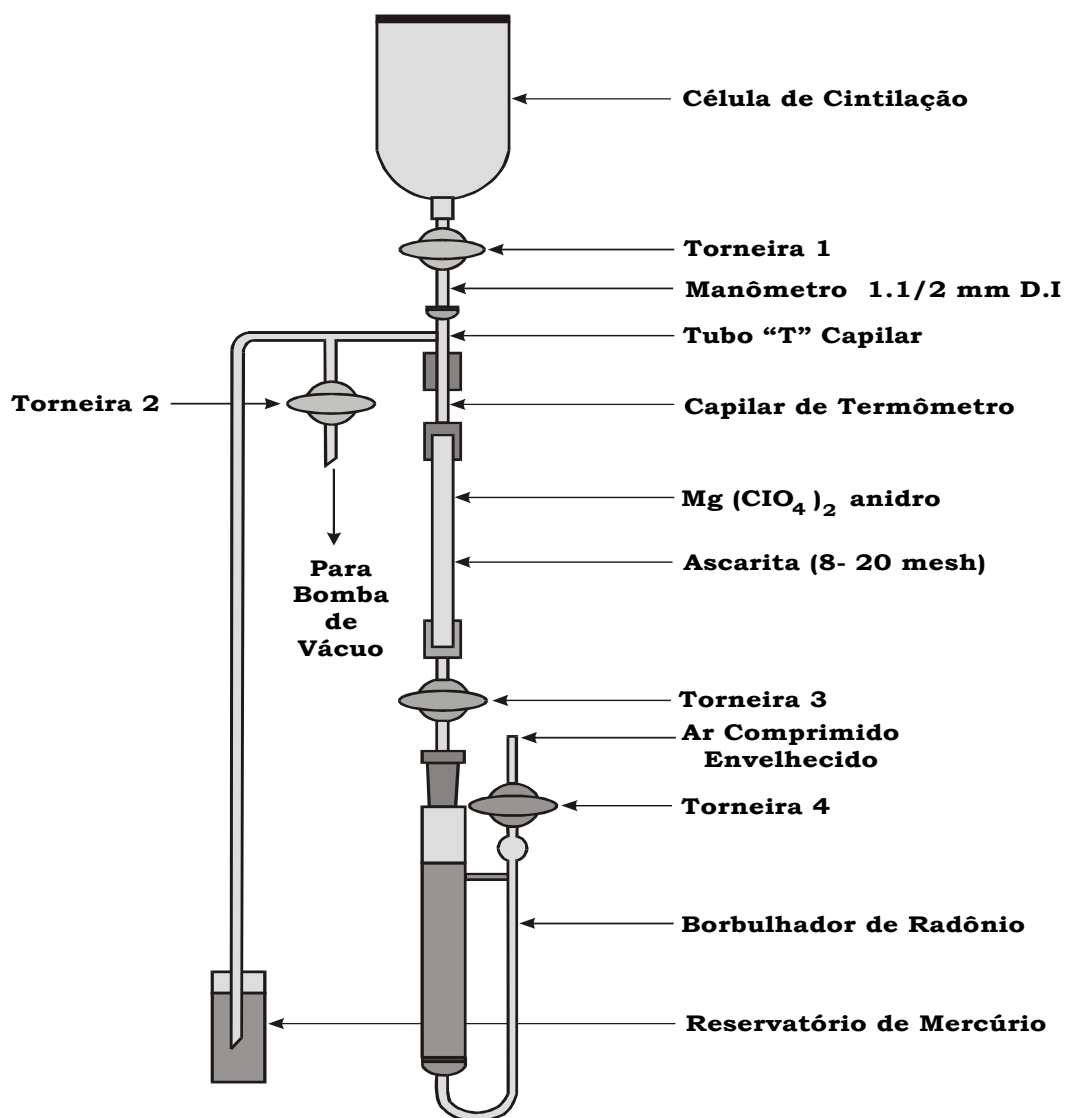 Célula de Cintilação
Torneira 1
Manômetro 1.1/2 mm D.I
Tubo “T” Capilar
Torneira 2
Capilar de Termômetro
Mg (ClO4)2 anidro
Ascarita (8- 20 mesh)
Para
Bomba
de
Vácuo
Torneira 3
Ar Comprimido
Envelhecido
Torneira 4
Borbulhador de Radônio
Reservatório de Mercúrio